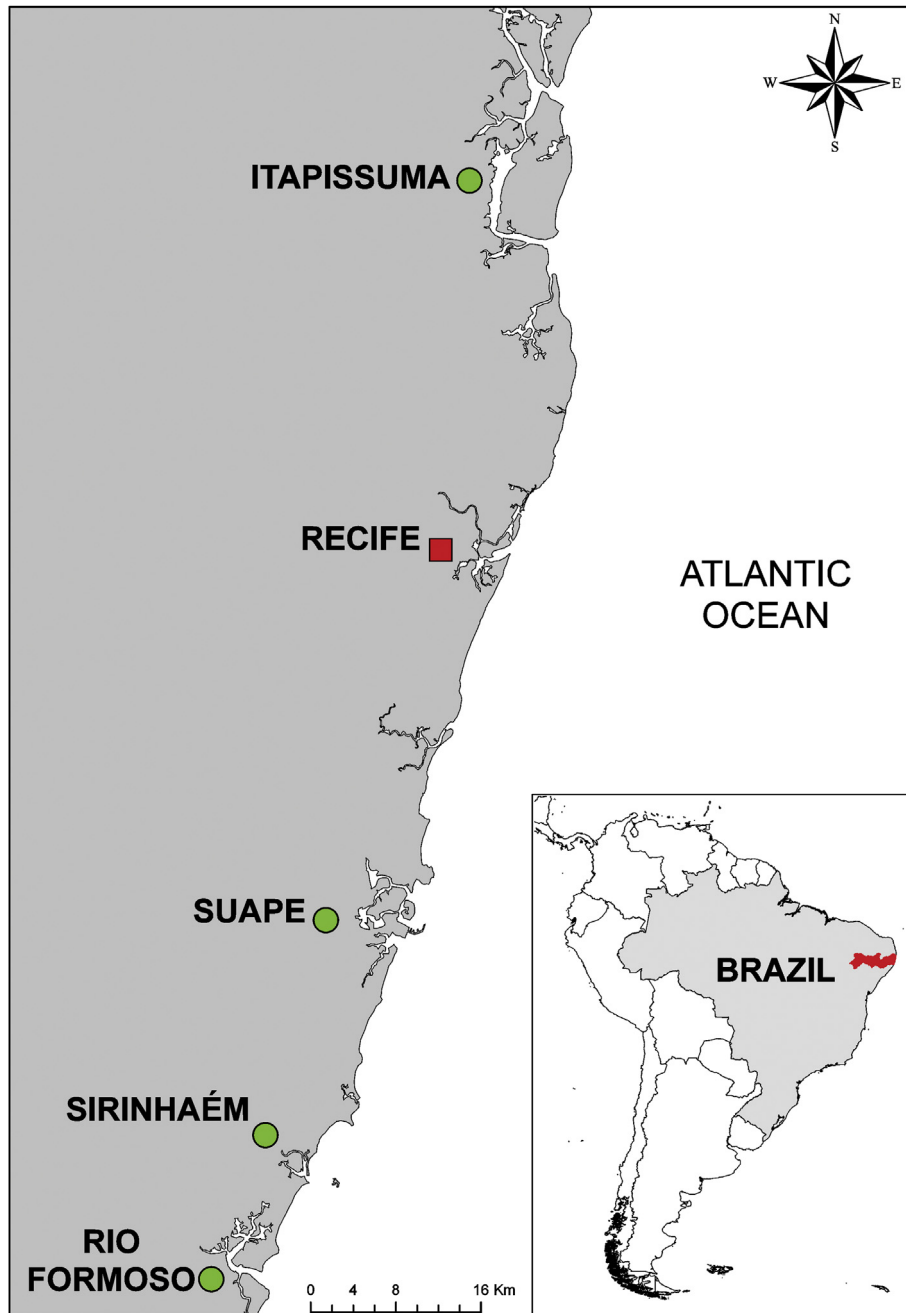 N
W E
S
ITAPISSUMA
RECIFE
ATLANTIC
OCEAN
SUAPE
BRAZIL
SIRINHAÉM
RIO
FORMOSO
0 4 8 16 Km